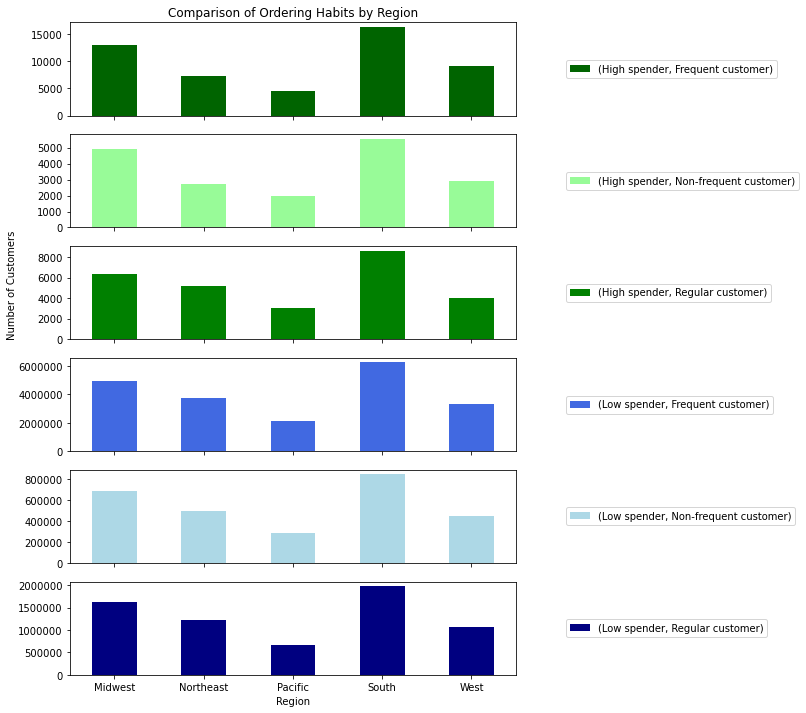 Comparison of Ordering Habits by Region
15000
10000
5000
0
(High spender, Frequent customer)
5000
4000
3000
2000
1000
0
(High spender, Non-frequent customer)
8000
6000
4000
2000
0
(High spender, Regular customer)
Number of Customers
6000000
4000000
2000000
0
(Low spender, Frequent customer)
800000
600000
400000
200000
0
(Low spender, Non-frequent customer)
2000000
1500000
1000000
500000
0
(Low spender, Regular customer)
Midwest Northeast Pacific South West
Region